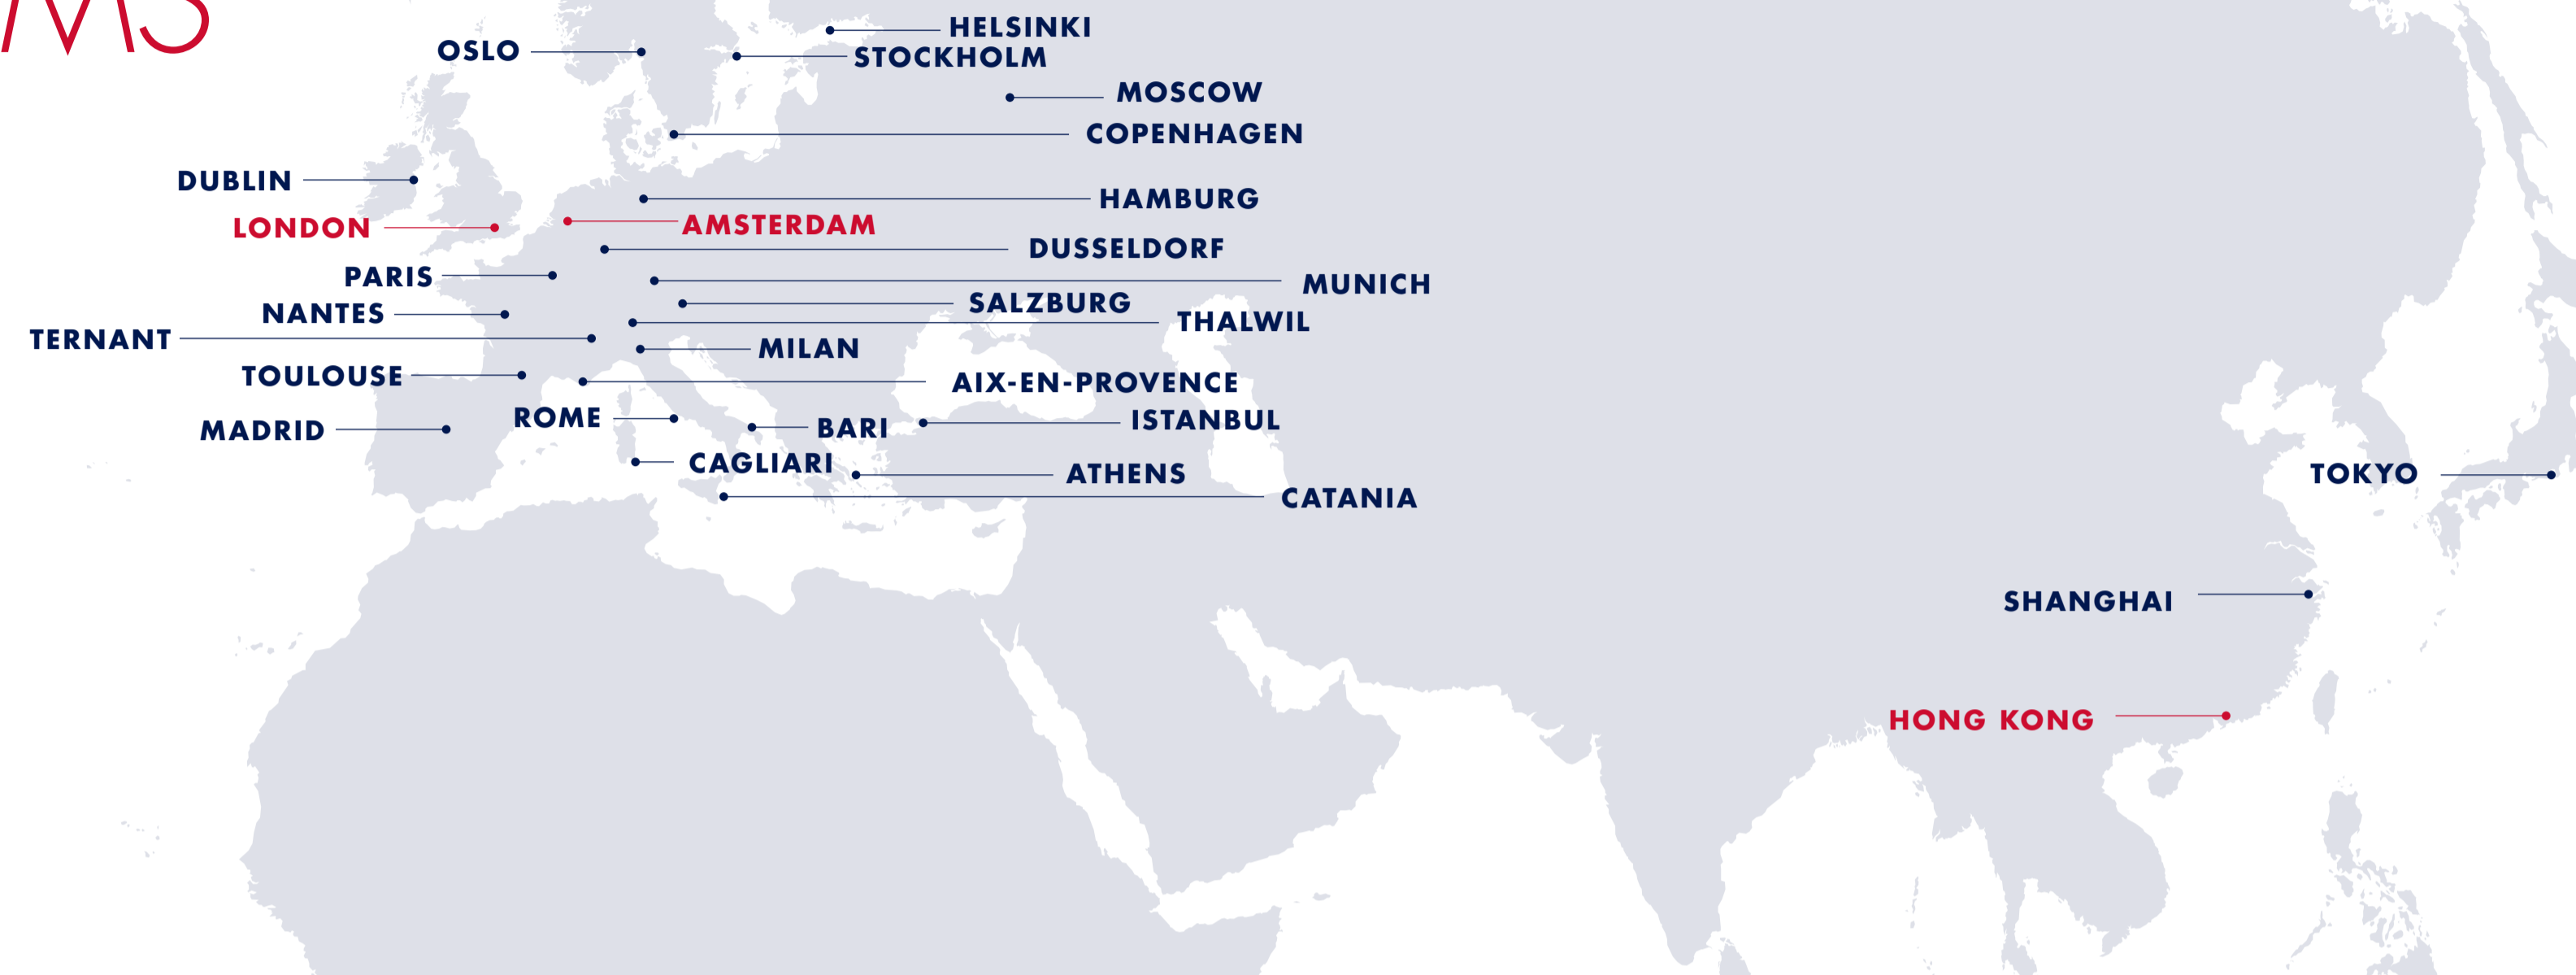 MS
HELSINKI
OSLO
STOCKHOLM
MOSCOW
COPENHAGEN
DUBLIN
HAMBURG
LONDON
AMSTERDAM
DUSSELDORF
PARIS
MUNICH
SALZBURG
NANTES
THALWIL
TERNANT
MILAN
TOULOUSE
AIX-EN-PROVENCE
ROME
ISTANBUL
BARI
MADRID
CAGLIARI
ATHENS
TOKYO
CATANIA
SHANGHAI
HONG KONG